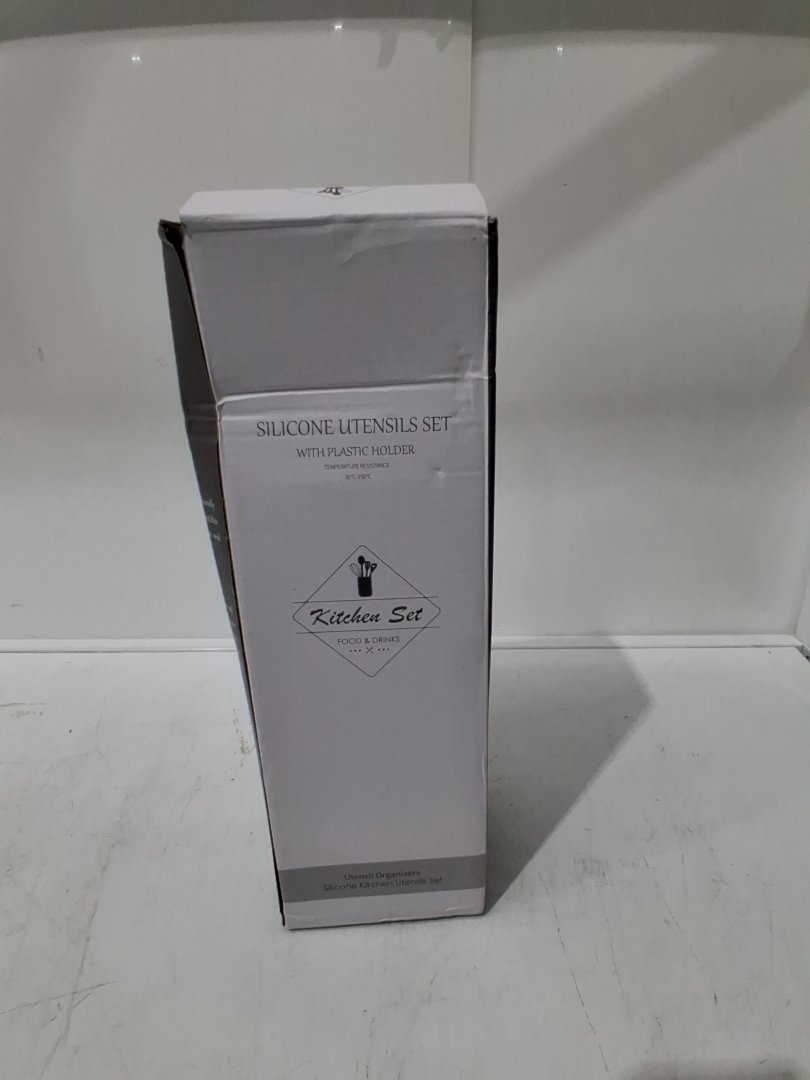 SILICONE UTENSILS SET
WITH PLASTIC HOLDER
TEMPERATURE RESISTANCE
Kitchen Set
FOOD & DRINKS
Utensil Organizers
Silicone Kitchen Utensils Set